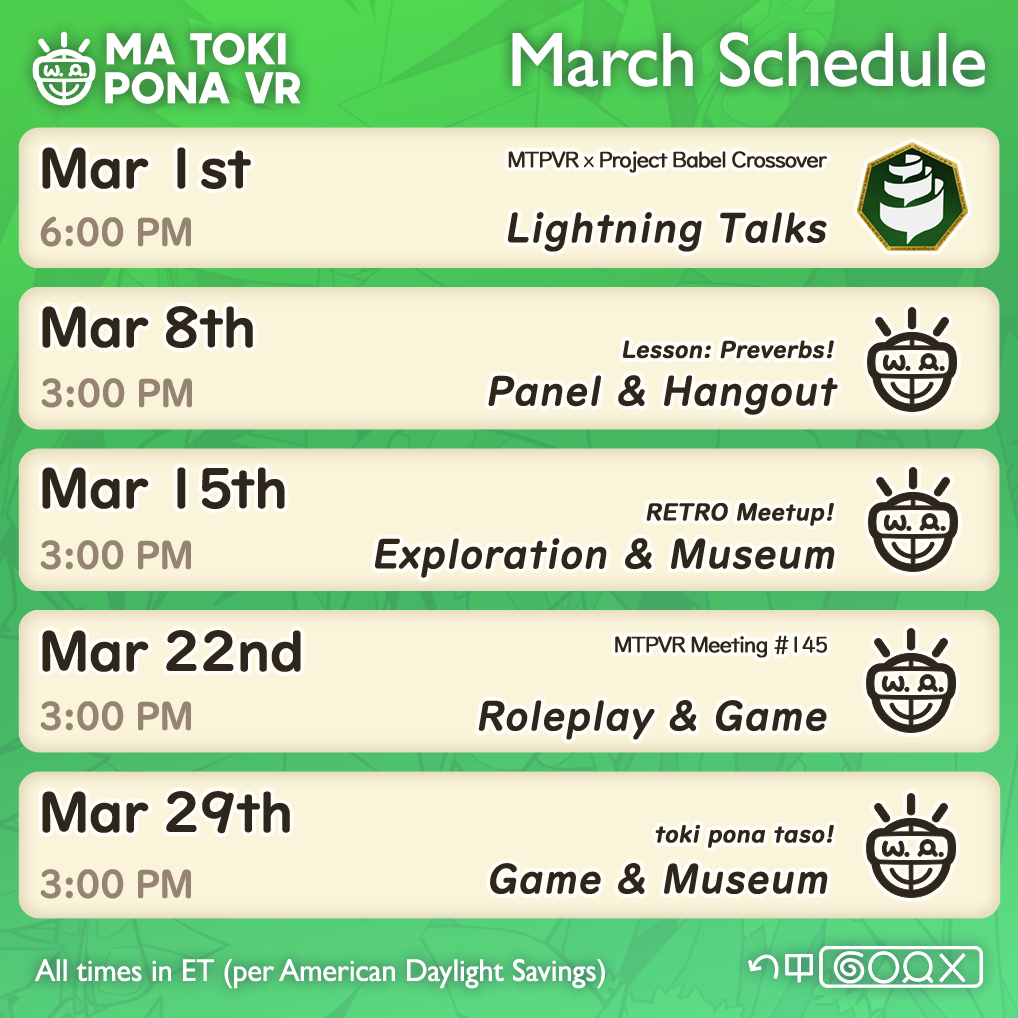 MA TOKI
PONA VR
March Schedule
Mar 1st
6:00 PM
MTPVR x Project Babel Crossover
Lightning Talks
Mar 8th
3:00 PM
Lesson: Preverbs!
Panel & Hangout
w. a.
Mar 15th
3:00 PM
RETRO Meetup!
Exploration & Museum
w. a.
Mar 22nd
3:00 PM
MTPVR Meeting #145
Roleplay & Game
w. a.
Mar 29th
3:00 PM
toki pona taso!
Game & Museum
w. a.
All times in ET (per American Daylight Savings)